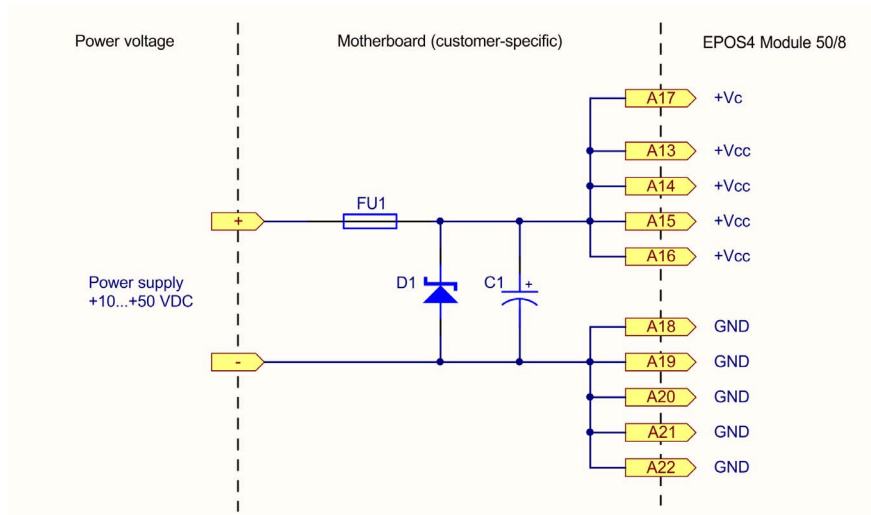 Power voltage
Motherboard (customer-specific)
EPOS4 Module 50/8
A17 +Vc
A13 +Vcc
A14 +Vcc
FU1
+
A15 +Vcc
A16 +Vcc
Power supply
+10...+50 VDC
D1
C1 +
A18 GND
-
A19 GND
A20 GND
A21 GND
A22 GND